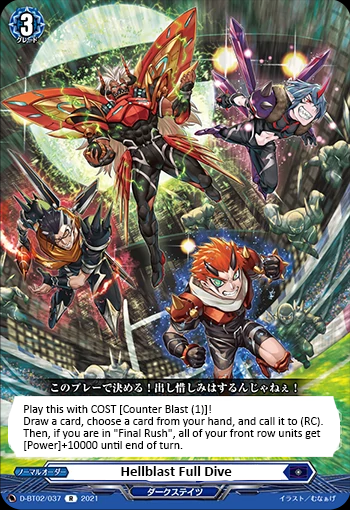 3
グレード
このプレーで決める！出し惜しみはするんじゃねぇ！
Play this with COST [Counter Blast (1)]!
Draw a card, choose a card from your hand, and call it to (RC).
Then, if you are in "Final Rush", all of your front row units get
[Power]+10000 until end of turn.
ノーマルオーダー
Hellblast Full Dive
D-BT02/037 R 2021
ダークステイツ
イラスト/むなぁげ